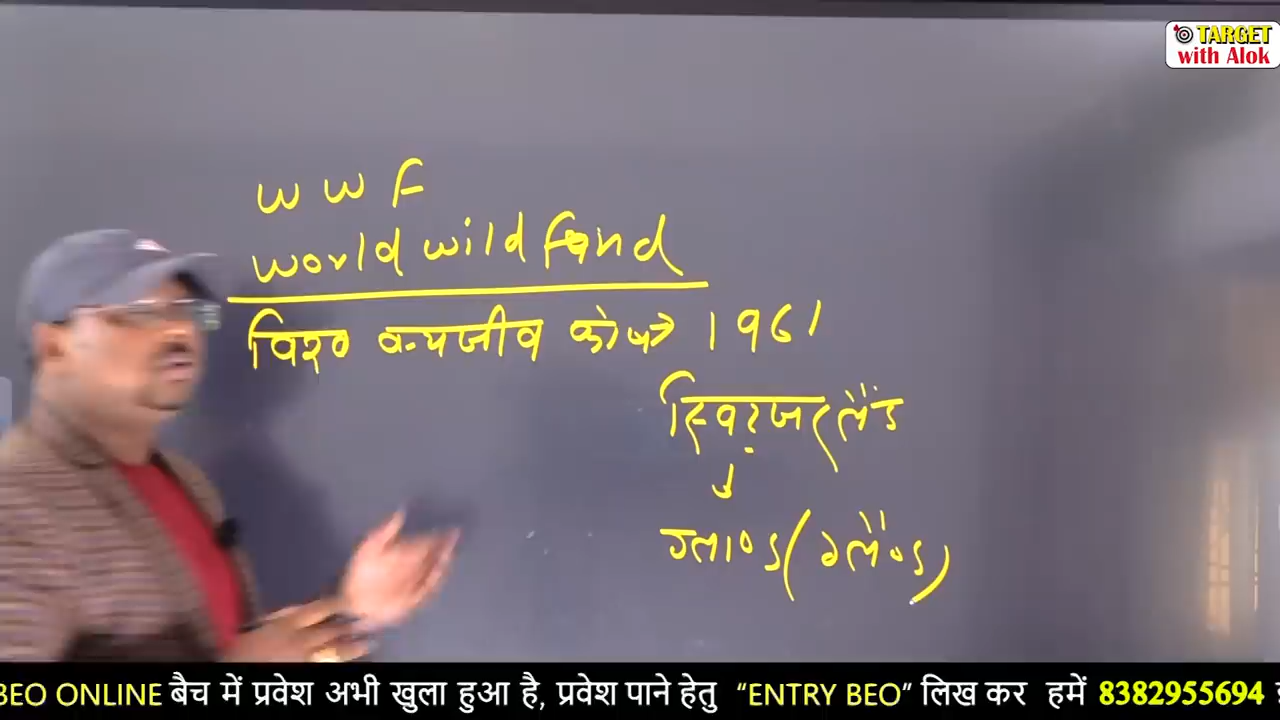 TARGET
with Alok
W W F
World wild Fund
विश्व वन्यजीव कोष → 1961
स्विट्जरलैंड
↓
ग्लाण्ड (ग्लैण्ड)
BEO ONLINE बैच में प्रवेश अभी खुला हुआ है, प्रवेश पाने हेतु “ENTRY BEO” लिख कर हमें 8382955694